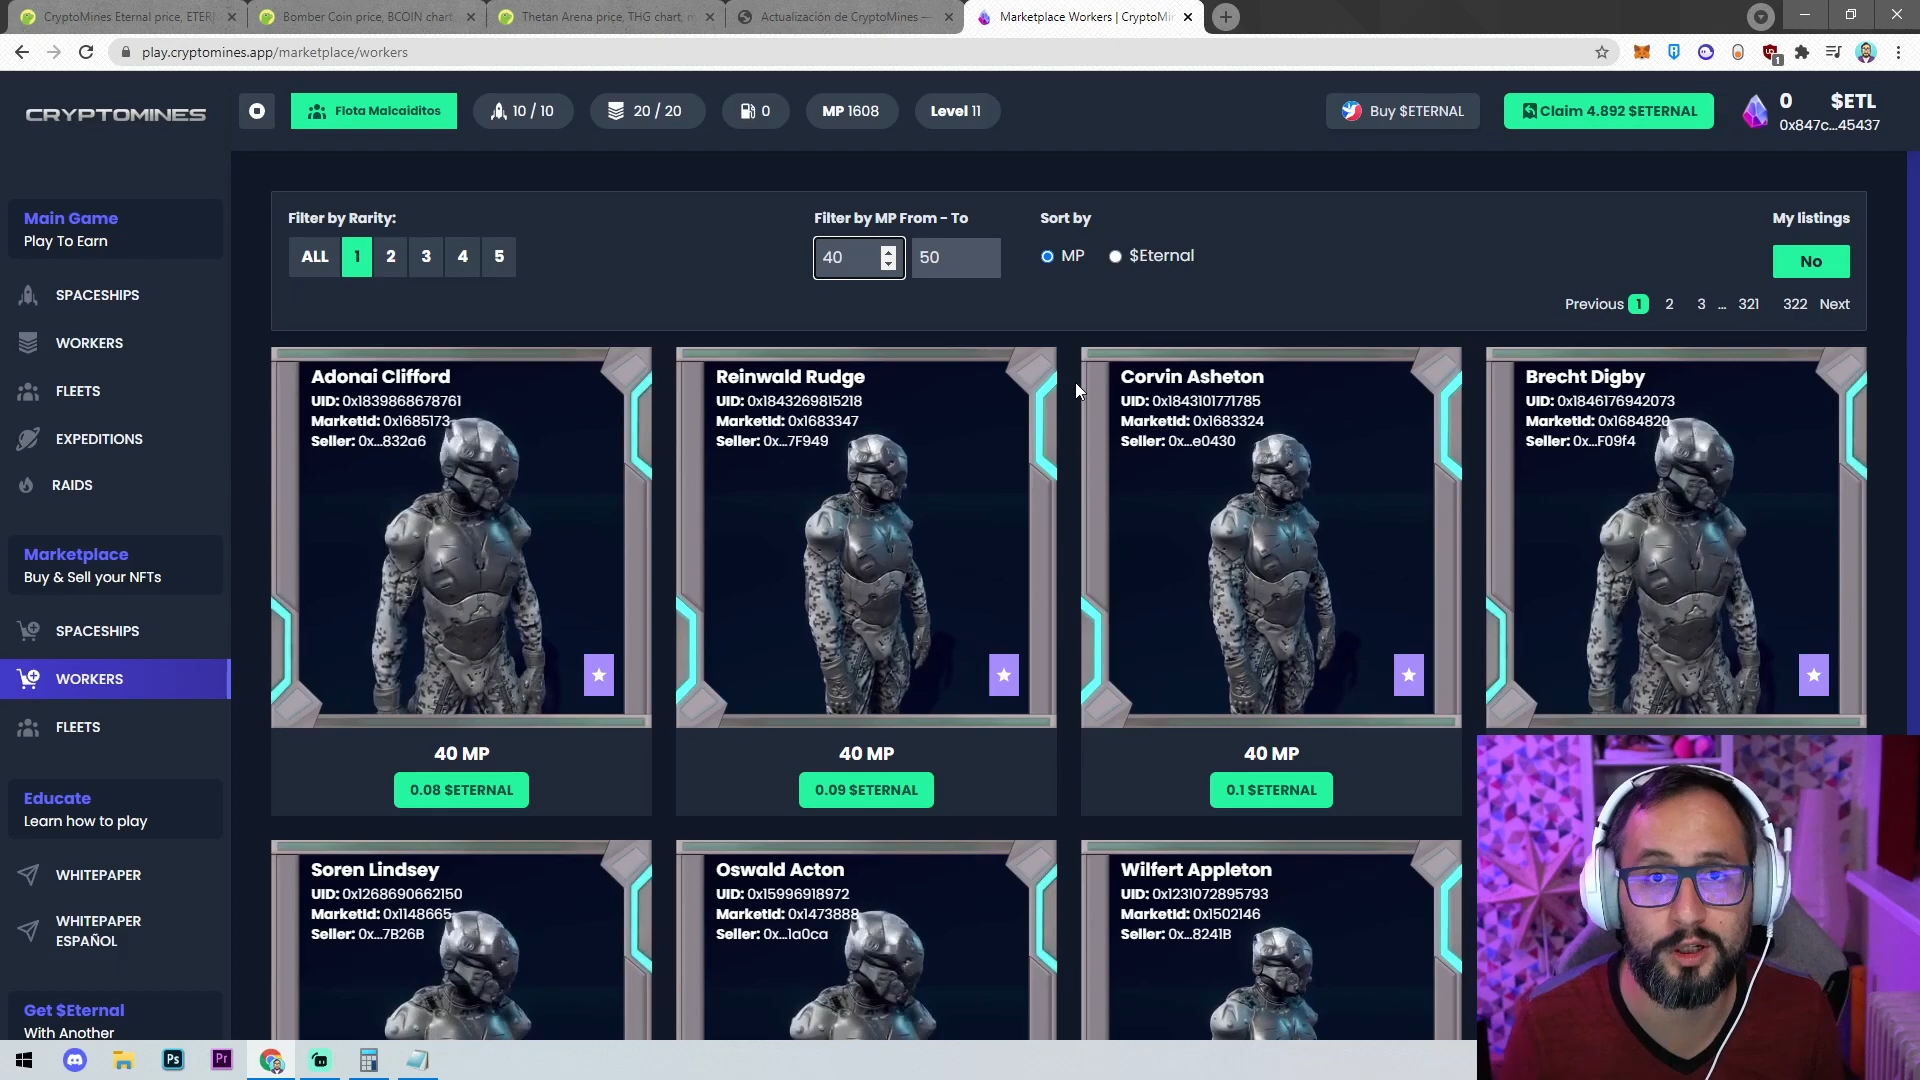 CryptoMines Eternal price, ETER
Bomber Coin price, BCOIN chart
Thetan Arena price, THG chart, m
Actualización de CryptoMines —
Marketplace Workers | CryptoMi
play.cryptomines.app/marketplace/workers
1
CRYPTOMINES
Flota Malcaiditos
10 / 10
20 / 20
0
MP 1608
Level 11
Buy $ETERNAL
Claim 4.892 $ETERNAL
0 $ETL
0x847c...45437
Main Game
Play To Earn
SPACESHIPS
WORKERS
FLEETS
EXPEDITIONS
RAIDS
Marketplace
Buy & Sell your NFTs
SPACESHIPS
WORKERS
FLEETS
Educate
Learn how to play
WHITEPAPER
WHITEPAPER
ESPAÑOL
Get $Eternal
With Another
Filter by Rarity:
ALL 1 2 3 4 5
Filter by MP From - To
40 50
Sort by
MP $Eternal
My listings
No
Previous 1 2 3 ... 321 322 Next
Adonai Clifford
UID: 0x1839868678761
MarketId: 0x1685173
Seller: 0x...832a6
40 MP
0.08 $ETERNAL
Reinwald Rudge
UID: 0x1843269815218
MarketId: 0x1683347
Seller: 0x...7F949
40 MP
0.09 $ETERNAL
Corvin Asheton
UID: 0x1843101771785
MarketId: 0x1683324
Seller: 0x...e0430
40 MP
0.1 $ETERNAL
Brecht Digby
UID: 0x1846176942073
MarketId: 0x1684820
Seller: 0x...F09f4
Soren Lindsey
UID: 0x1268690662150
MarketId: 0x1148665
Seller: 0x...7B26B
Oswald Acton
UID: 0x15996918972
MarketId: 0x1473888
Seller: 0x...1a0ca
Wilfert Appleton
UID: 0x1231072895793
MarketId: 0x1502146
Seller: 0x...8241B
Ps
Pr